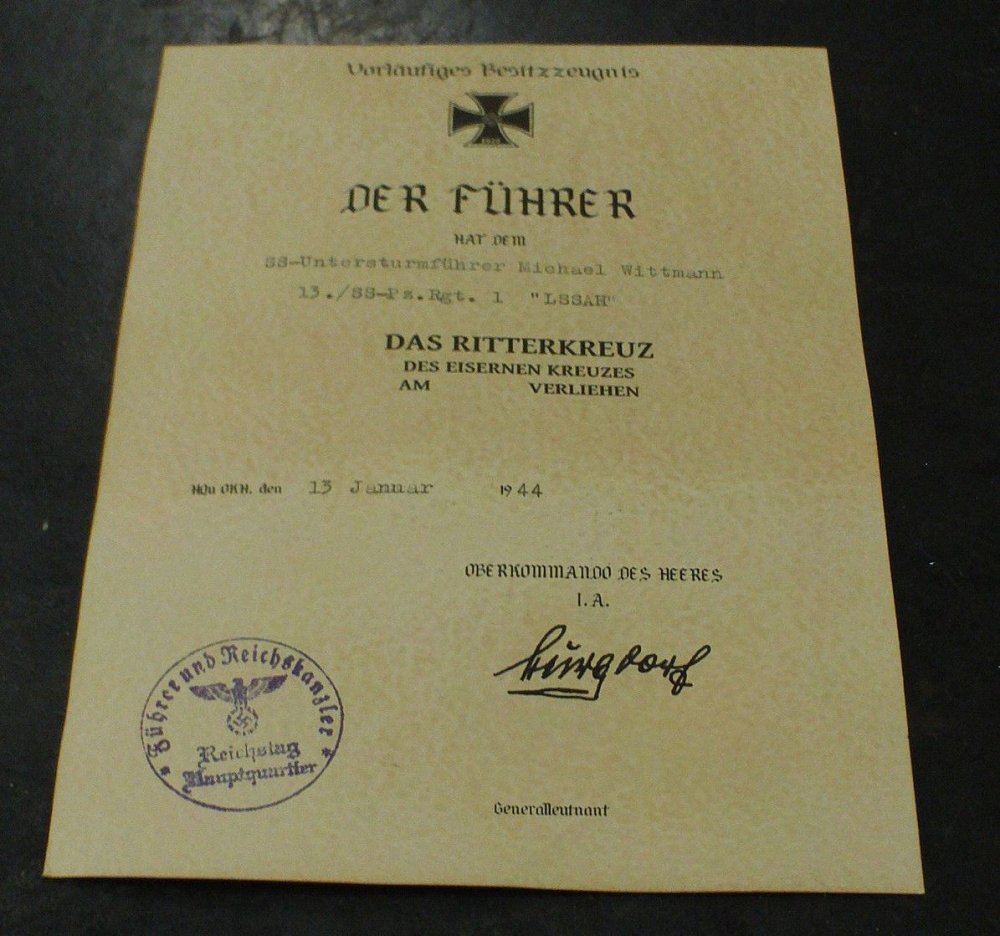 Vorläufiges Besitzzeugnis
1939
DER FÜHRER
HAT DEM
SS-Untersturmführer Michael Wittmann
13./SS-Pz.Rgt. 1 "LSSAH"
DAS RITTERKREUZ
DES EISERNEN KREUZES
AM VERLIEHEN
HQu OKH. den 13 Januar 1944
OBERKOMMANDO DES HEERES
I.A.
Burgdorf
Führer und Reichskanzler
Reichstag
Hauptquartier
Generalleutnant